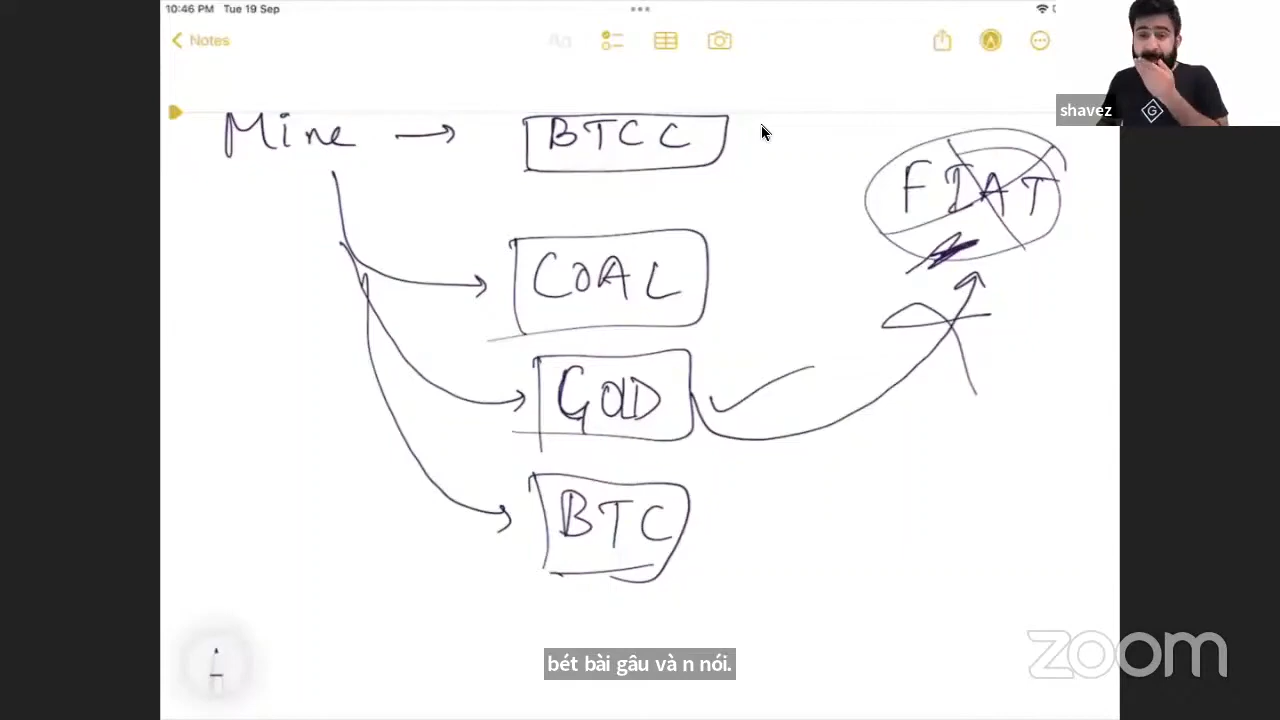 10:46 PM Tue 19 Sep
Notes
Aa
shavez
G
Mine → BTCC
FIAT
COAL
GOLD
BTC
bét bài gâu và n nói.
zoom